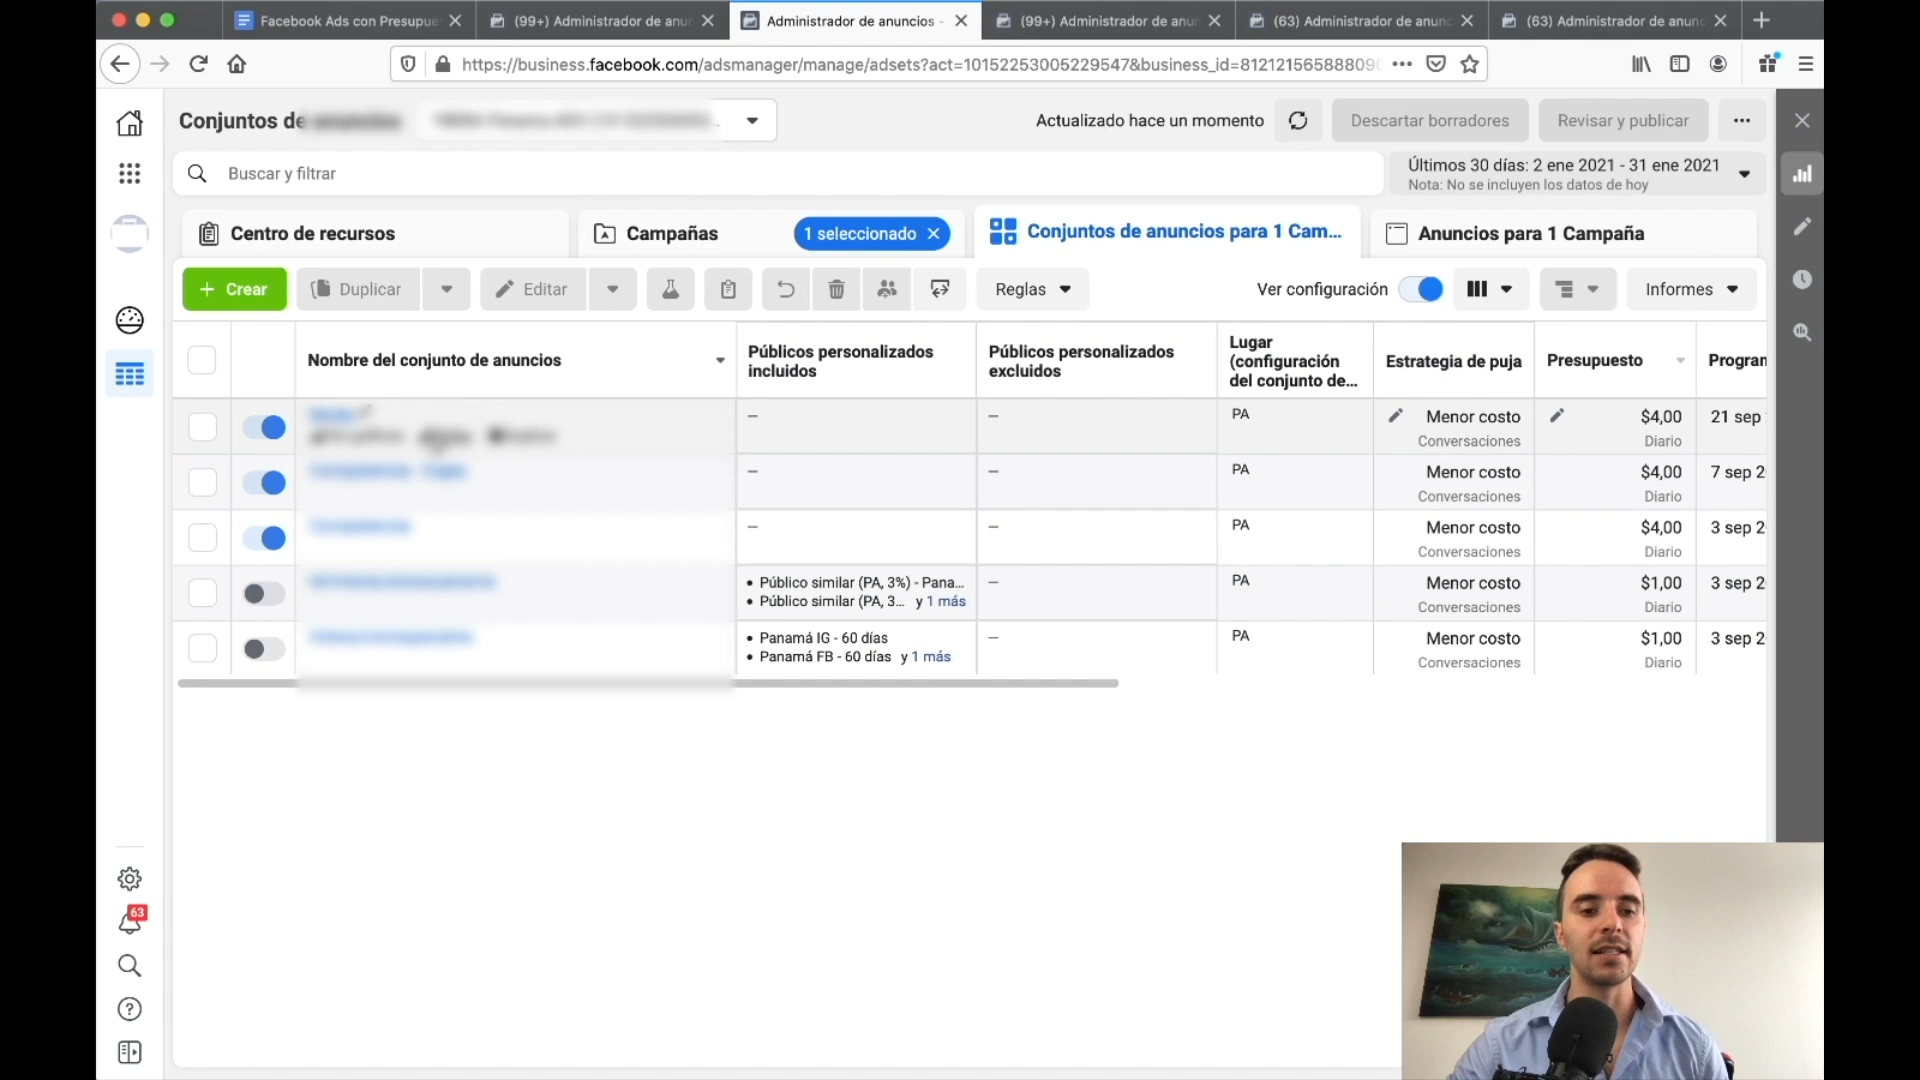 Facebook Ads con Presupue
(99+) Administrador de anun
Administrador de anuncios -
(99+) Administrador de anun
(63) Administrador de anunc
(63) Administrador de anunc
https://business.facebook.com/adsmanager/manage/adsets?act=10152253005229547&business_id=812121565888090
Conjuntos de
Actualizado hace un momento
Descartar borradores
Revisar y publicar
Buscar y filtrar
Últimos 30 días: 2 ene 2021 - 31 ene 2021
Nota: No se incluyen los datos de hoy
Centro de recursos
Campañas
1 seleccionado
Conjuntos de anuncios para 1 Cam...
Anuncios para 1 Campaña
+ Crear
Duplicar
Editar
Reglas
Ver configuración
Informes
Nombre del conjunto de anuncios
Públicos personalizados
incluidos
Públicos personalizados
excluidos
Lugar
(configuración
del conjunto de...
Estrategia de puja
Presupuesto
Program
–
–
PA
Menor costo
Conversaciones
$4,00
Diario
21 sep
–
–
PA
Menor costo
Conversaciones
$4,00
Diario
7 sep 2
–
–
PA
Menor costo
Conversaciones
$4,00
Diario
3 sep 2
• Público similar (PA, 3%) - Pana...
• Público similar (PA, 3... y 1 más
–
PA
Menor costo
Conversaciones
$1,00
Diario
3 sep 2
• Panamá IG - 60 días
• Panamá FB - 60 días y 1 más
–
PA
Menor costo
Conversaciones
$1,00
Diario
3 sep 2
63